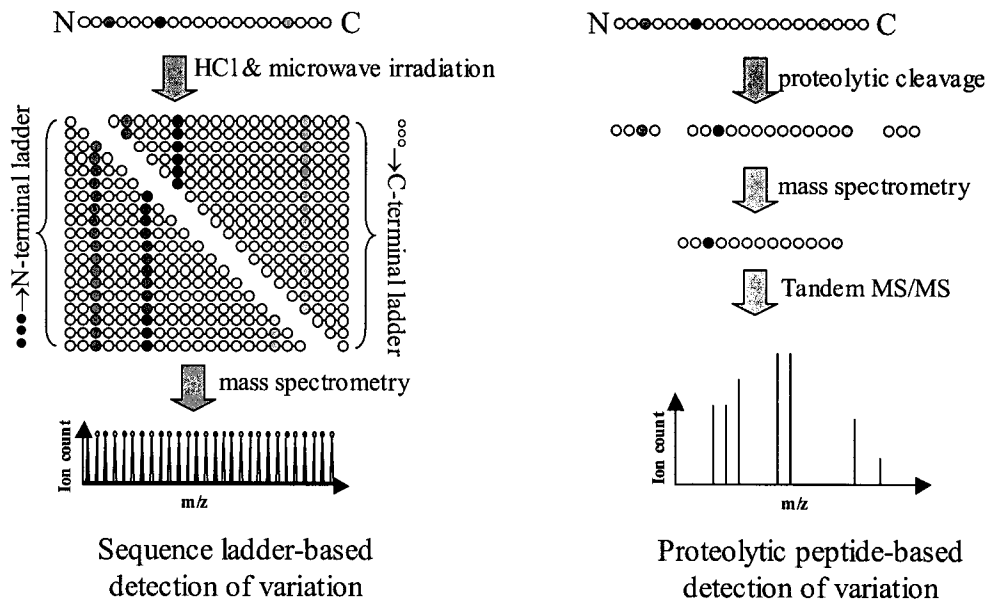 N C
HCl & microwave irradiation
N-terminal ladder
C-terminal ladder
mass spectrometry
Ion count
m/z
Sequence ladder-based
detection of variation
N C
proteolytic cleavage
mass spectrometry
Tandem MS/MS
Ion count
m/z
Proteolytic peptide-based
detection of variation